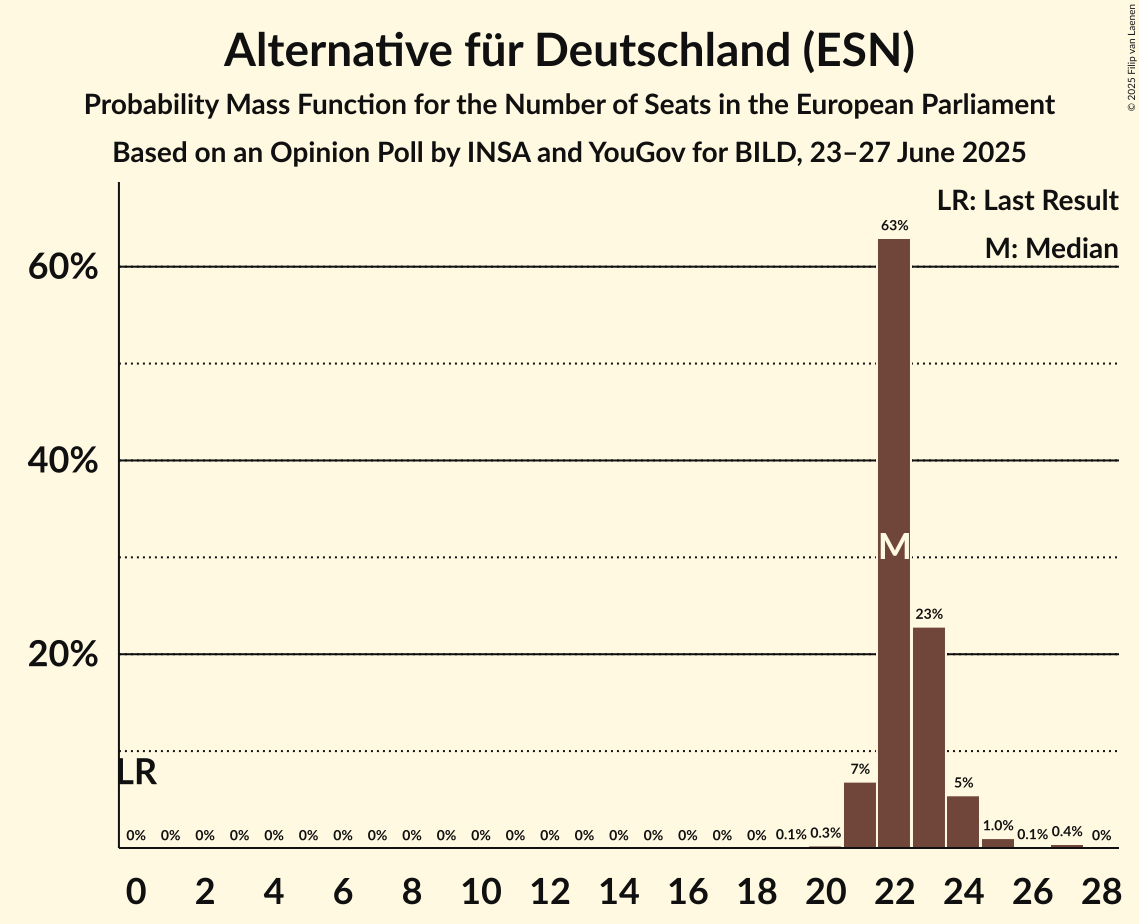 Alternative für Deutschland (ESN)
Probability Mass Function for the Number of Seats in the European Parliament
Based on an Opinion Poll by INSA and YouGov for BILD, 23–27 June 2025
© 2025 Filip van Laenen
LR: Last Result
M: Median
60%
40%
20%
63%
M
23%
LR
7%
5%
0% 0% 0% 0% 0% 0% 0% 0% 0% 0% 0% 0% 0% 0% 0% 0% 0% 0% 0% 0.1% 0.3% 1.0% 0.1% 0.4% 0%
0 2 4 6 8 10 12 14 16 18 20 22 24 26 28